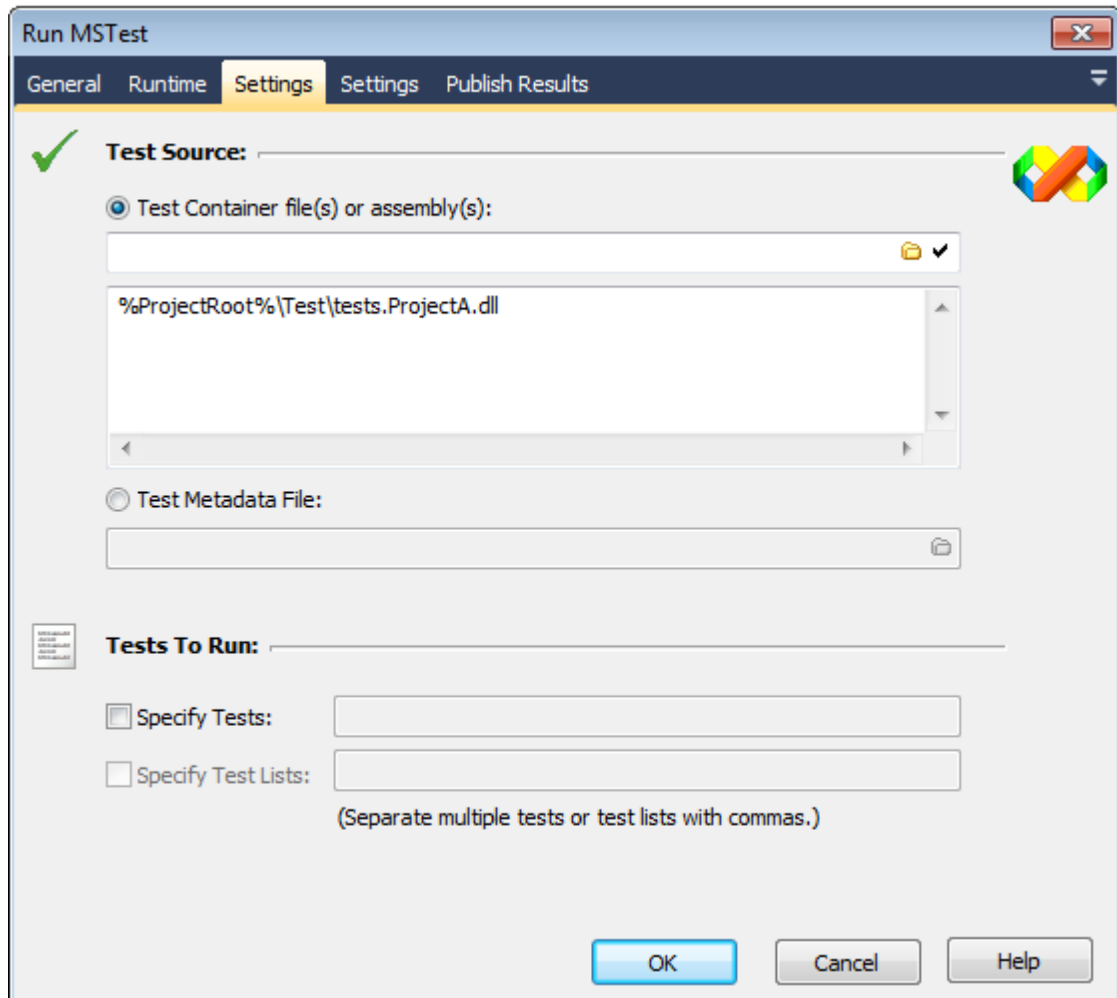 Run MSTest
General Runtime Settings Settings Publish Results
Test Source:
Test Container file(s) or assembly(s):
%ProjectRoot%\Test\tests.ProjectA.dll
Test Metadata File:
Tests To Run:
Specify Tests:
Specify Test Lists:
(Separate multiple tests or test lists with commas.)
OK Cancel Help